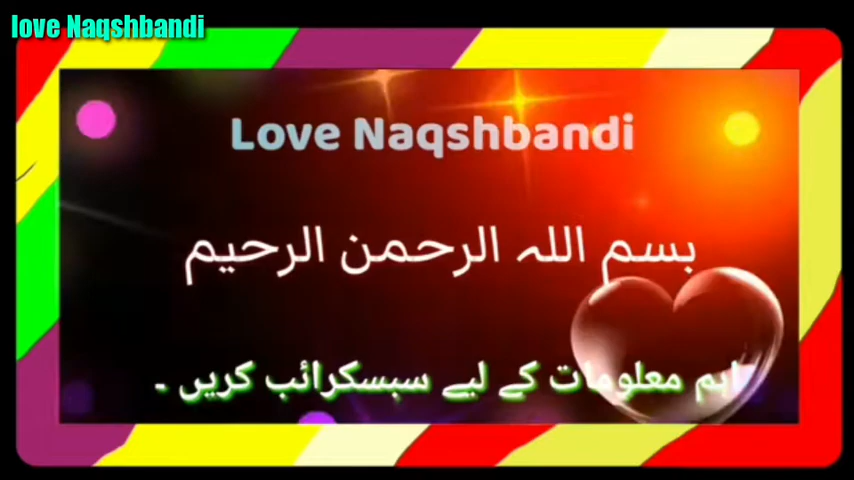 love Naqshbandi
Love Naqshbandi
بسم اللہ الرحمن الرحیم
اہم معلومات کے لیے سبسکرائب کریں ۔